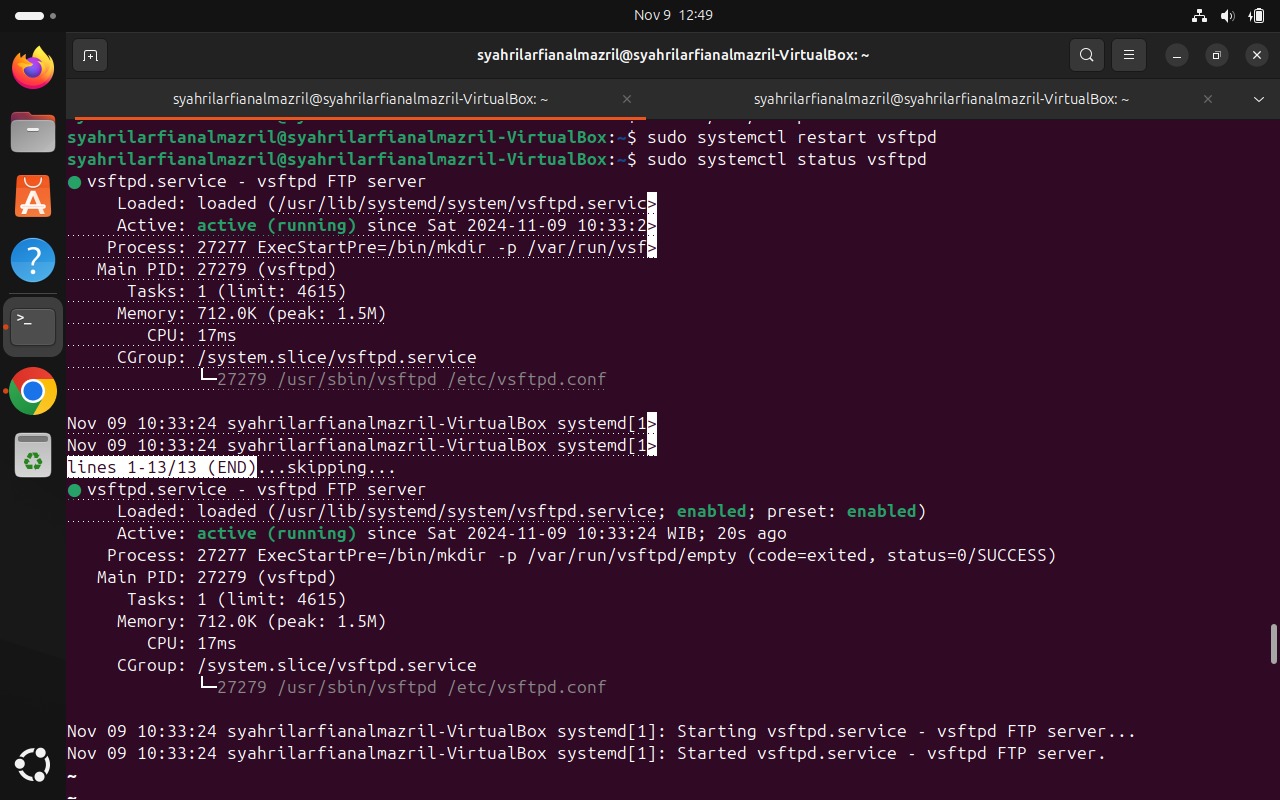 Nov 9 12:49
syahrilarfianalmazril@syahrilarfianalmazril-VirtualBox: ~
syahrilarfianalmazril@syahrilarfianalmazril-VirtualBox: ~
syahrilarfianalmazril@syahrilarfianalmazril-VirtualBox: ~
syahrilarfianalmazril@syahrilarfianalmazril-VirtualBox:~$ sudo systemctl restart vsftpd
syahrilarfianalmazril@syahrilarfianalmazril-VirtualBox:~$ sudo systemctl status vsftpd
● vsftpd.service - vsftpd FTP server
     Loaded: loaded (/usr/lib/systemd/system/vsftpd.servic>
     Active: active (running) since Sat 2024-11-09 10:33:2>
    Process: 27277 ExecStartPre=/bin/mkdir -p /var/run/vsf>
   Main PID: 27279 (vsftpd)
      Tasks: 1 (limit: 4615)
     Memory: 712.0K (peak: 1.5M)
        CPU: 17ms
     CGroup: /system.slice/vsftpd.service
             └─27279 /usr/sbin/vsftpd /etc/vsftpd.conf
Nov 09 10:33:24 syahrilarfianalmazril-VirtualBox systemd[1>
Nov 09 10:33:24 syahrilarfianalmazril-VirtualBox systemd[1>
lines 1-13/13 (END)...skipping...
● vsftpd.service - vsftpd FTP server
     Loaded: loaded (/usr/lib/systemd/system/vsftpd.service; enabled; preset: enabled)
     Active: active (running) since Sat 2024-11-09 10:33:24 WIB; 20s ago
    Process: 27277 ExecStartPre=/bin/mkdir -p /var/run/vsftpd/empty (code=exited, status=0/SUCCESS)
   Main PID: 27279 (vsftpd)
      Tasks: 1 (limit: 4615)
     Memory: 712.0K (peak: 1.5M)
        CPU: 17ms
     CGroup: /system.slice/vsftpd.service
             └─27279 /usr/sbin/vsftpd /etc/vsftpd.conf
Nov 09 10:33:24 syahrilarfianalmazril-VirtualBox systemd[1]: Starting vsftpd.service - vsftpd FTP server...
Nov 09 10:33:24 syahrilarfianalmazril-VirtualBox systemd[1]: Started vsftpd.service - vsftpd FTP server.
~
~